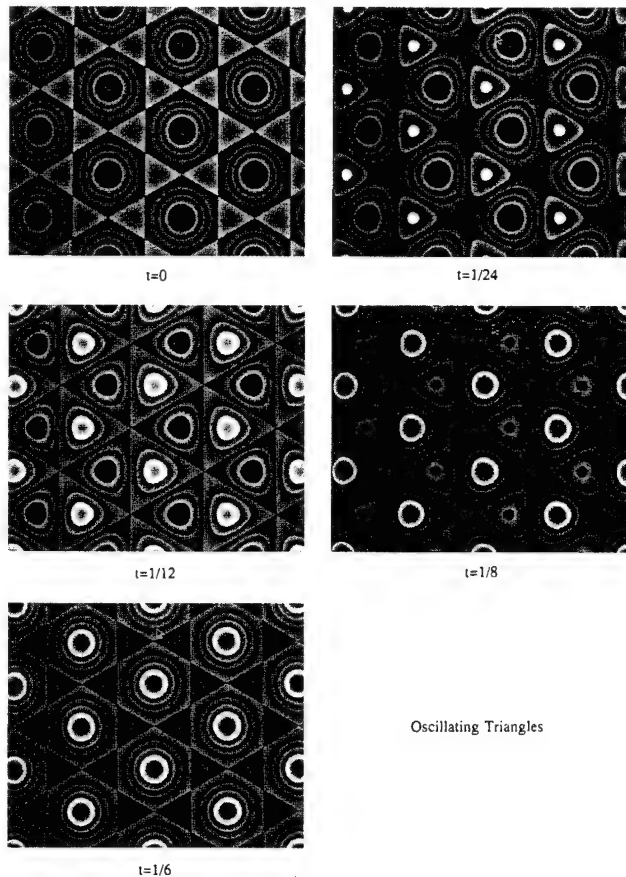 t=0
t=1/24
t=1/12
t=1/8
Oscillating Triangles
t=1/6